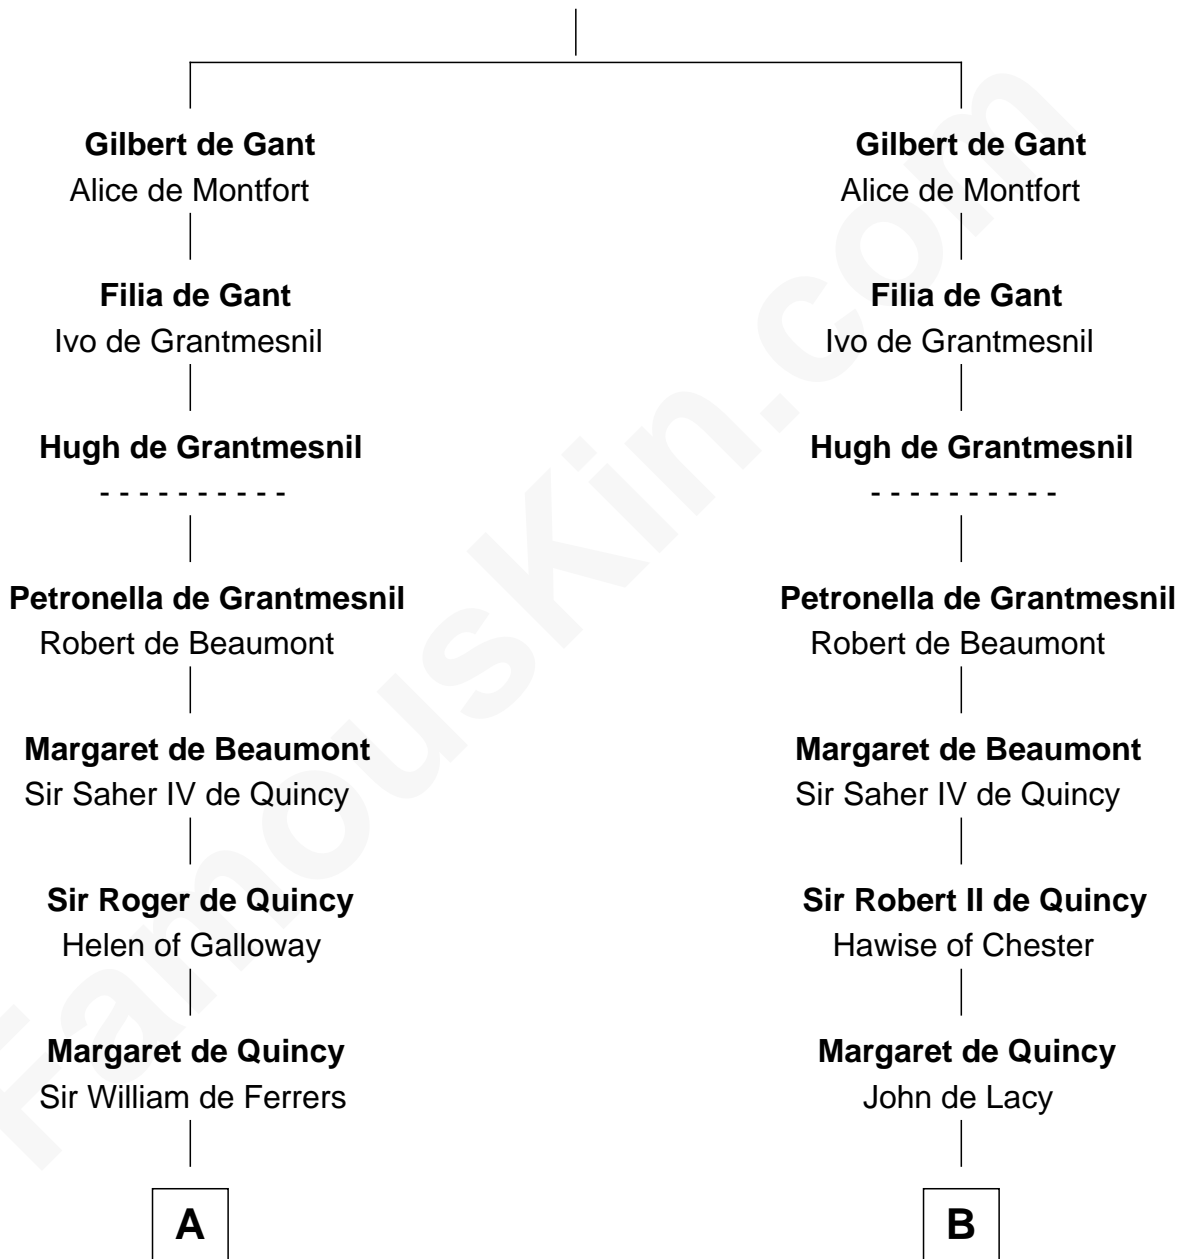 Gilbert de Gant Gilbert de Gant
Alice de Montfort Alice de Montfort
Filia de Gant Filia de Gant
Ivo de Grantmesnil Ivo de Grantmesnil
Hugh de Grantmesnil Hugh de Grantmesnil
- - - - - - - - - - - - - - - - - - - -
Petronella de Grantmesnil Petronella de Grantmesnil
Robert de Beaumont Robert de Beaumont
Margaret de Beaumont Margaret de Beaumont
Sir Saher IV de Quincy Sir Saher IV de Quincy
Sir Roger de Quincy Sir Robert II de Quincy
Helen of Galloway Hawise of Chester
Margaret de Quincy Margaret de Quincy
Sir William de Ferrers John de Lacy
A B
FamousKin.com